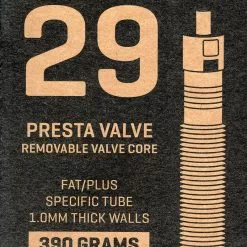 29
PRESTA VALVE
REMOVABLE VALVE CORE
FAT/PLUS
SPECIFIC TUBE
1.0MM THICK WALLS
390 GRAMS